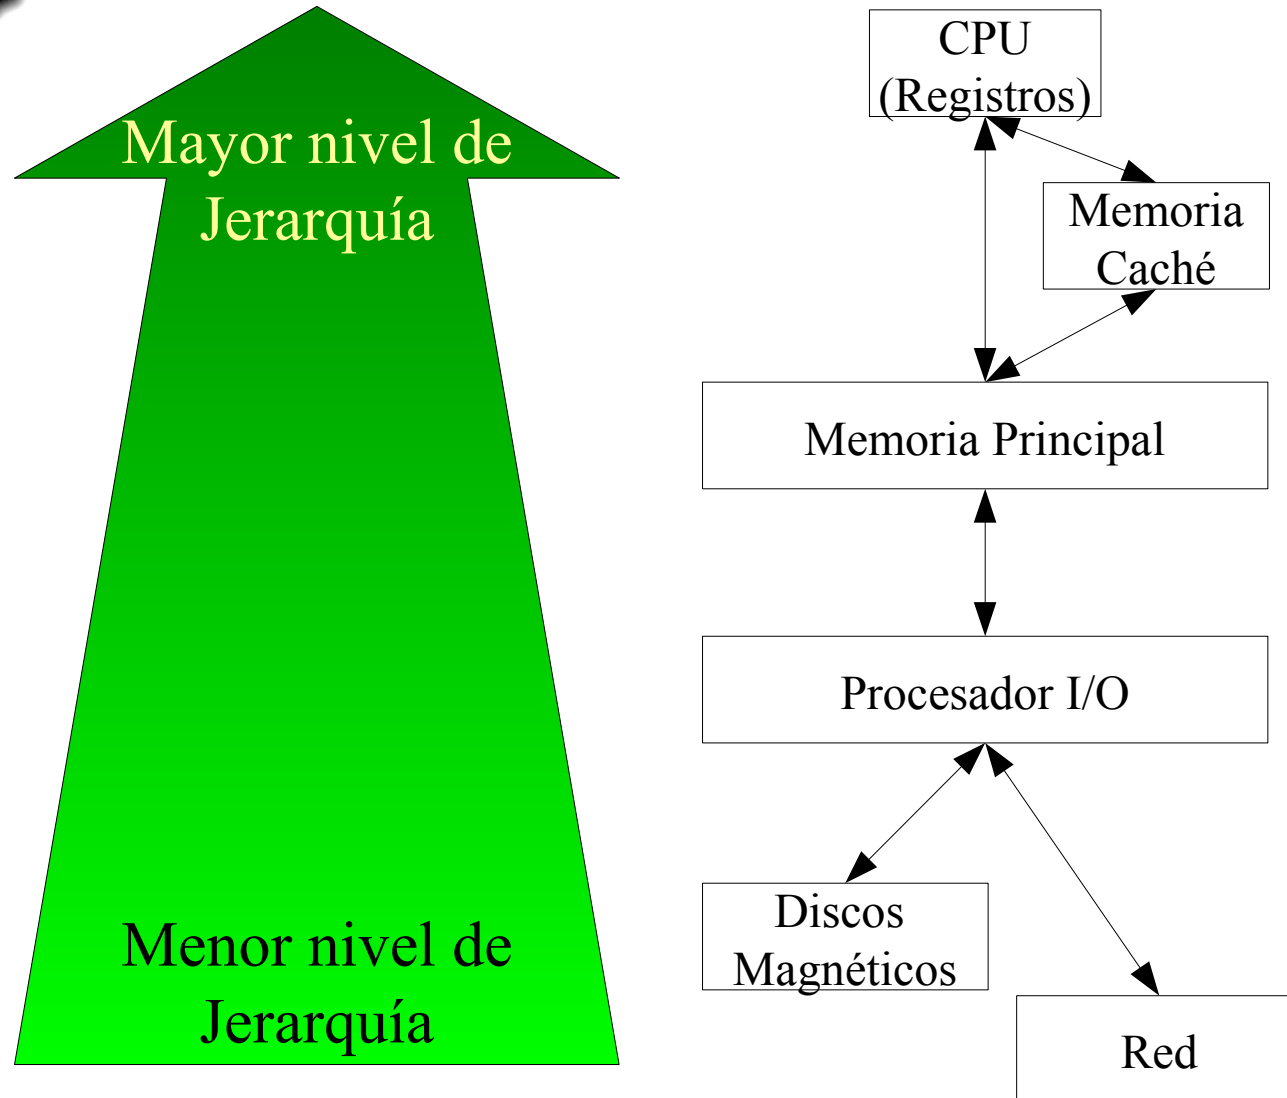 Mayor nivel de
Jerarquía
Menor nivel de
Jerarquía
CPU
(Registros)
Memoria
Caché
Memoria Principal
Procesador I/O
Discos
Magnéticos
Red